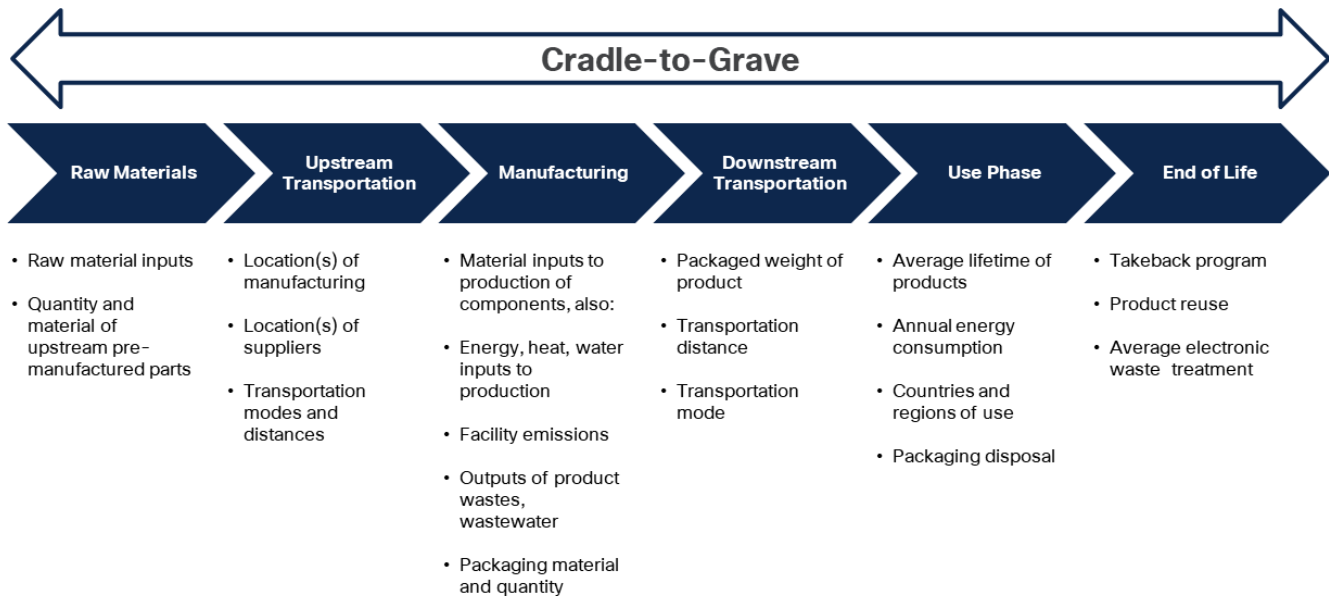 Cradle-to-Grave
Raw Materials
Upstream
Transportation
Manufacturing
Downstream
Transportation
Use Phase
End of Life
• Raw material inputs
• Quantity and
material of
upstream pre-
manufactured parts
• Location(s) of
manufacturing
• Location(s) of
suppliers
• Transportation
modes and
distances
• Material inputs to
production of
components, also:
• Energy, heat, water
inputs to
production
• Facility emissions
• Outputs of product
wastes,
wastewater
• Packaging material
and quantity
• Packaged weight of
product
• Transportation
distance
• Transportation
mode
• Average lifetime of
products
• Annual energy
consumption
• Countries and
regions of use
• Packaging disposal
• Takeback program
• Product reuse
• Average electronic
waste treatment